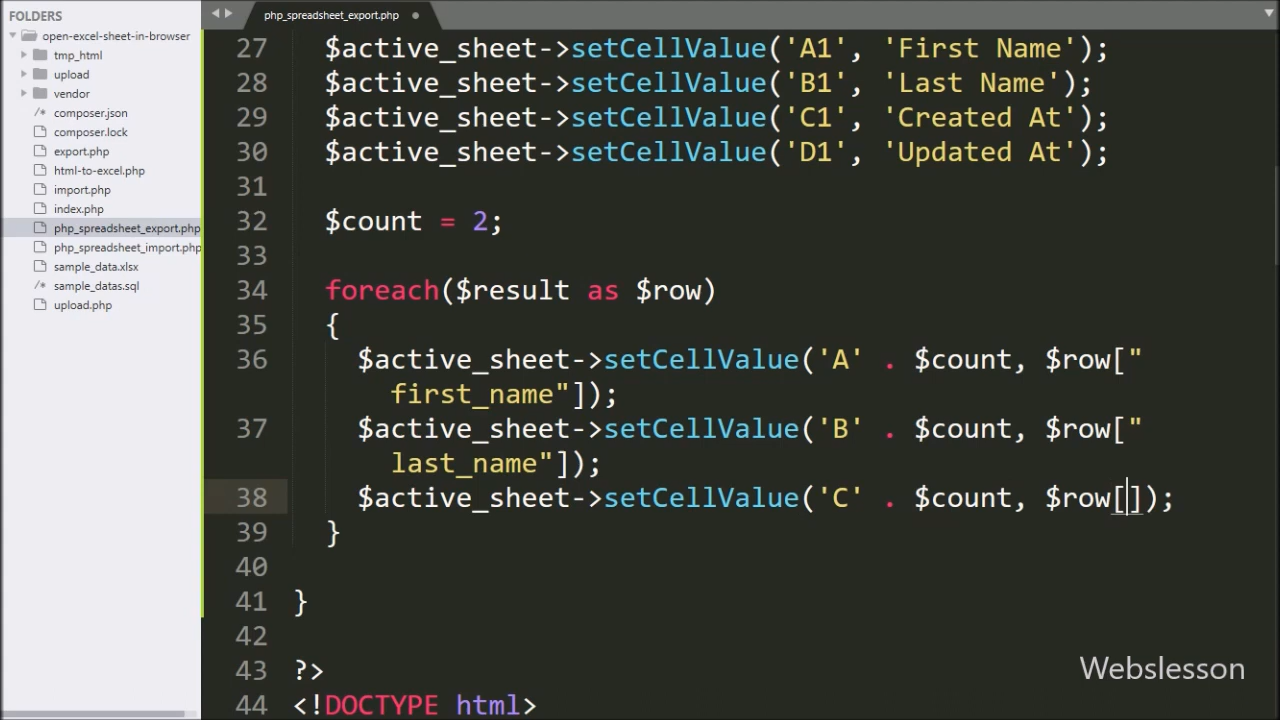 FOLDERS
open-excel-sheet-in-browser
tmp_html
upload
vendor
/* composer.json
composer.lock
export.php
html-to-excel.php
import.php
index.php
php_spreadsheet_export.php
php_spreadsheet_import.php
sample_data.xlsx
/* sample_datas.sql
upload.php
php_spreadsheet_export.php
27 $active_sheet->setCellValue('A1', 'First Name');
28 $active_sheet->setCellValue('B1', 'Last Name');
29 $active_sheet->setCellValue('C1', 'Created At');
30 $active_sheet->setCellValue('D1', 'Updated At');
31
32 $count = 2;
33
34 foreach($result as $row)
35 {
36 $active_sheet->setCellValue('A' . $count, $row["
first_name"]);
37 $active_sheet->setCellValue('B' . $count, $row["
last_name"]);
38 $active_sheet->setCellValue('C' . $count, $row[]);
39 }
40
41 }
42
43 ?>
44 <!DOCTYPE html>
Webslesson